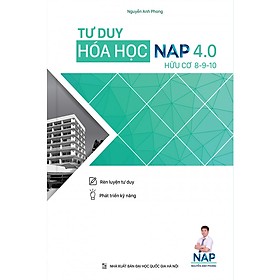 Nguyễn Anh Phong
TƯ DUY
HÓA HỌC NAP 4.0
HỮU CƠ 8-9-10
Rèn luyện tư duy
Phát triển kỹ năng
NAP
NGUYỄN ANH PHONG
NHÀ XUẤT BẢN ĐẠI HỌC QUỐC GIA HÀ NỘI